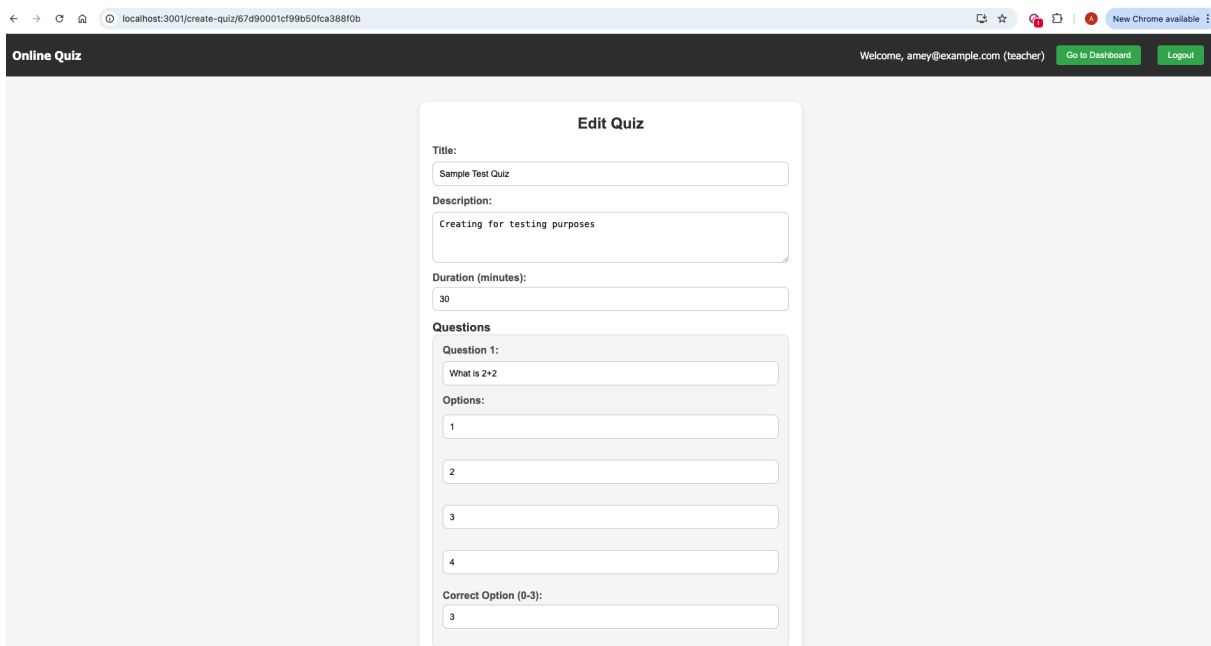 localhost:3001/create-quiz/67d90001cf99b50fca388f0b
New Chrome available
A
Online Quiz
Welcome, amey@example.com (teacher)
Go to Dashboard
Logout
Edit Quiz
Title:
Sample Test Quiz
Description:
Creating for testing purposes
Duration (minutes):
30
Questions
Question 1:
What is 2+2
Options:
1
2
3
4
Correct Option (0-3):
3